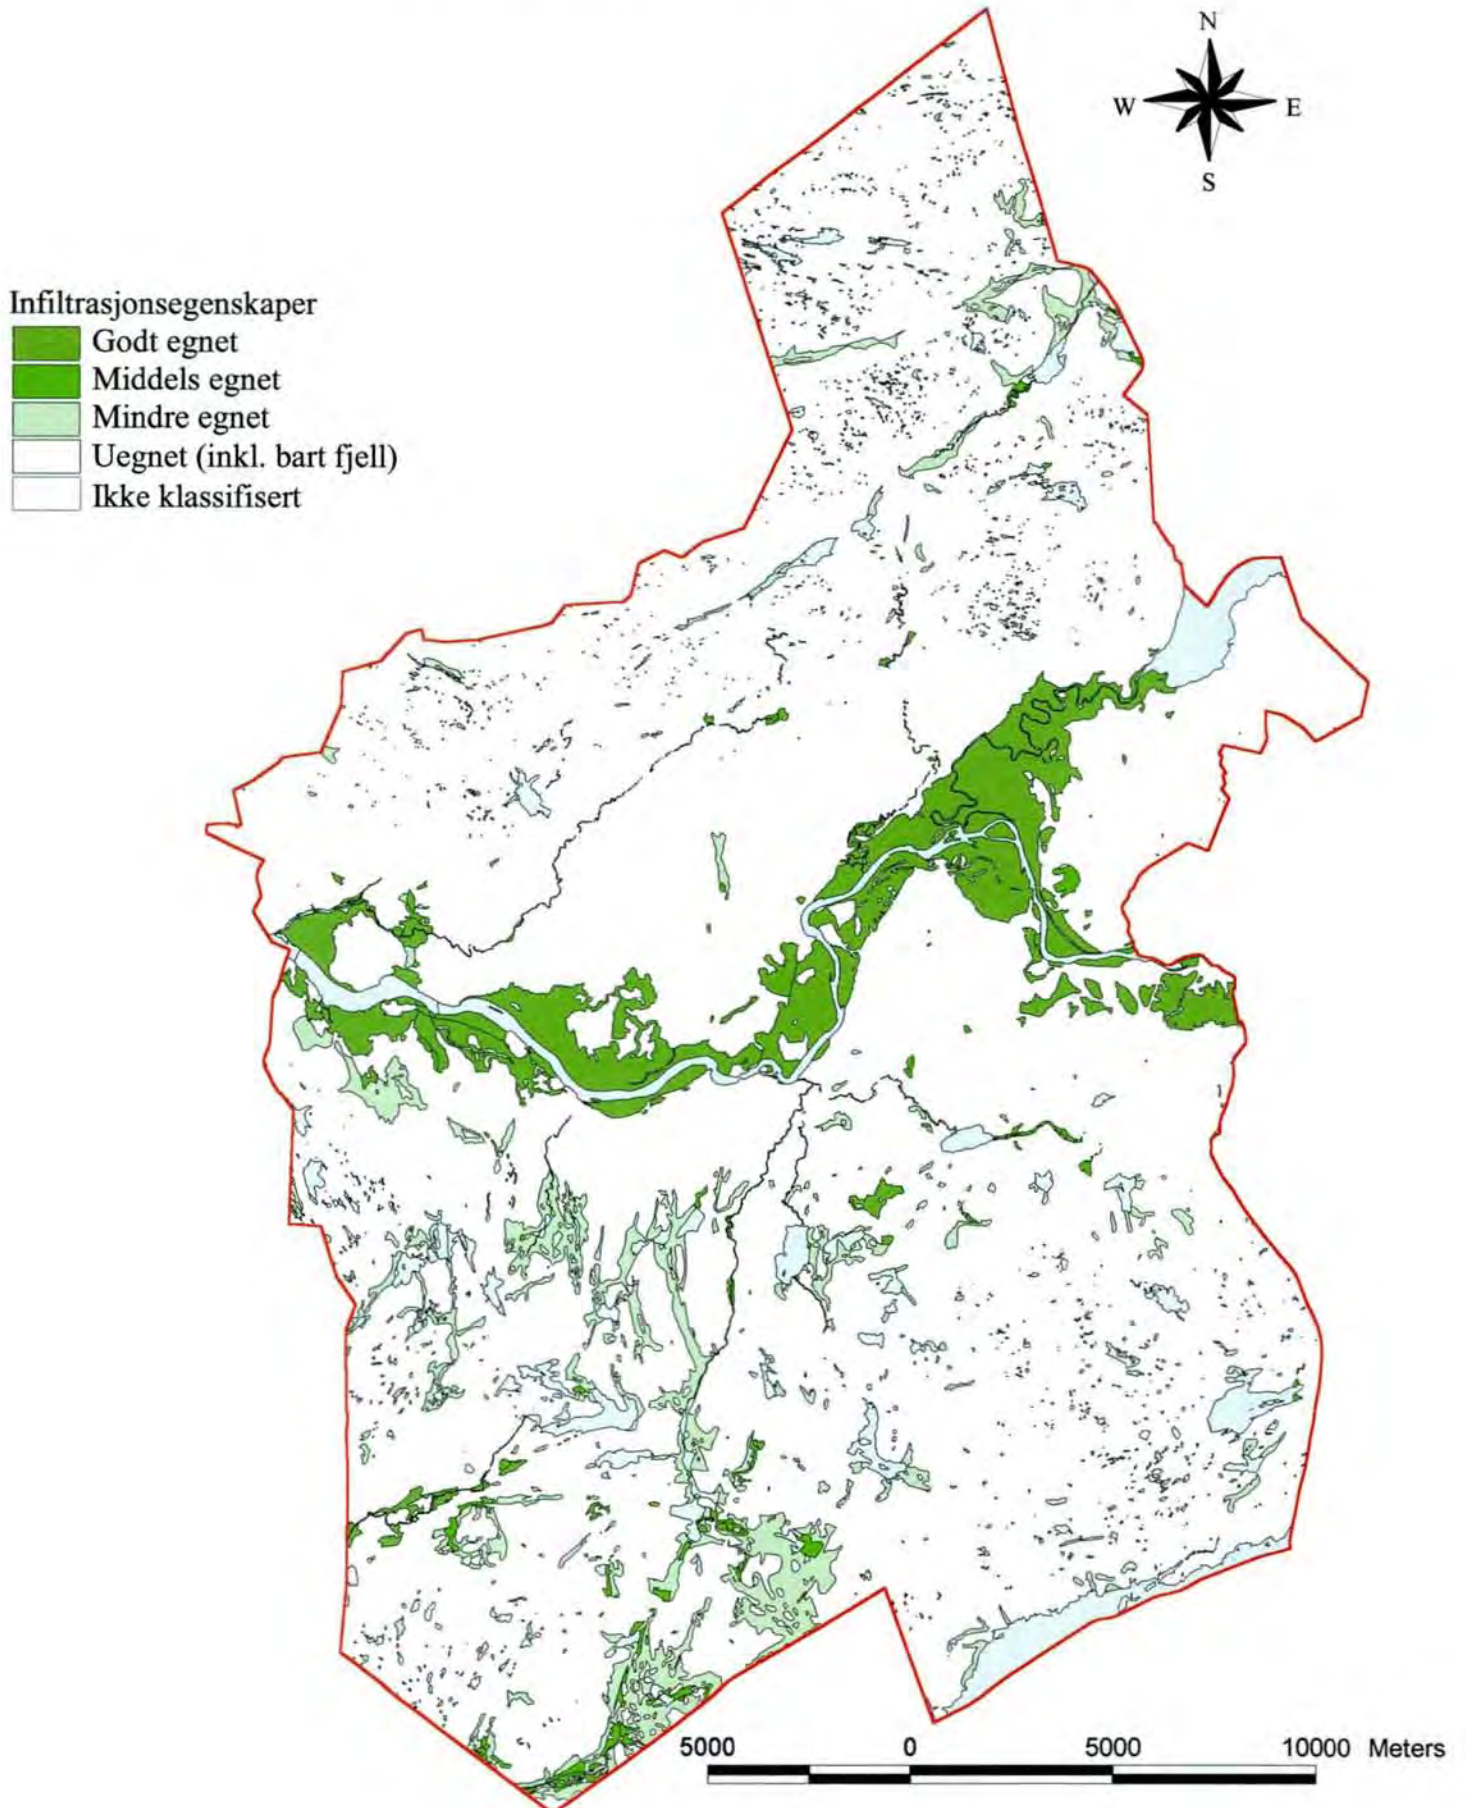 N
W E
S
Infiltrasjonsegenskaper
Godt egnet
Middels egnet
Mindre egnet
Uegnet (inkl. bart fjell)
Ikke klassifisert
5000 0 5000 10000 Meters